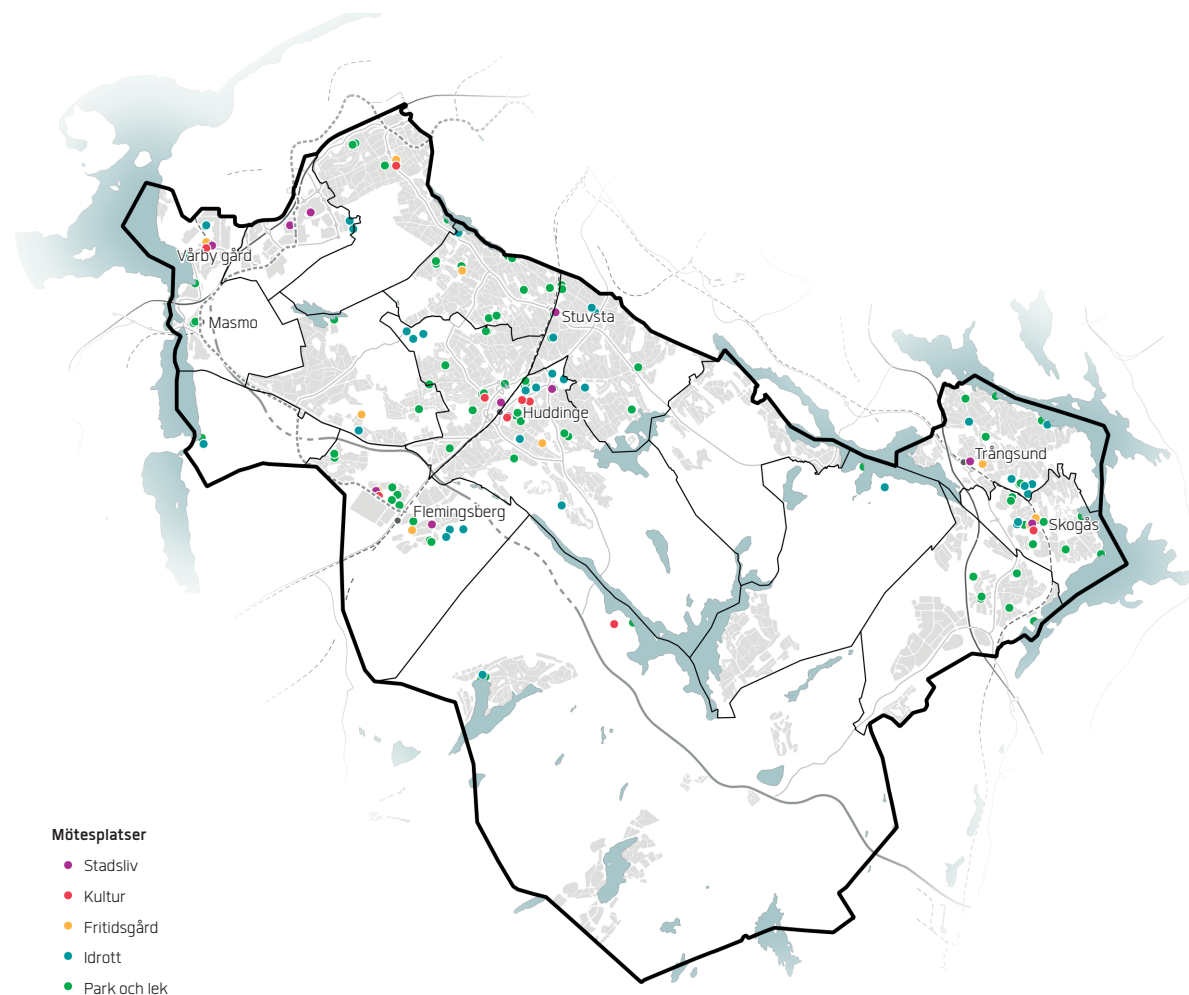 Vårby gård
Masmo
Stuvsta
Huddinge
Trångsund
Flemingsberg
Skogås
Mötesplatser
Stadsliv
Kultur
Fritidsgård
Idrott
Park och lek